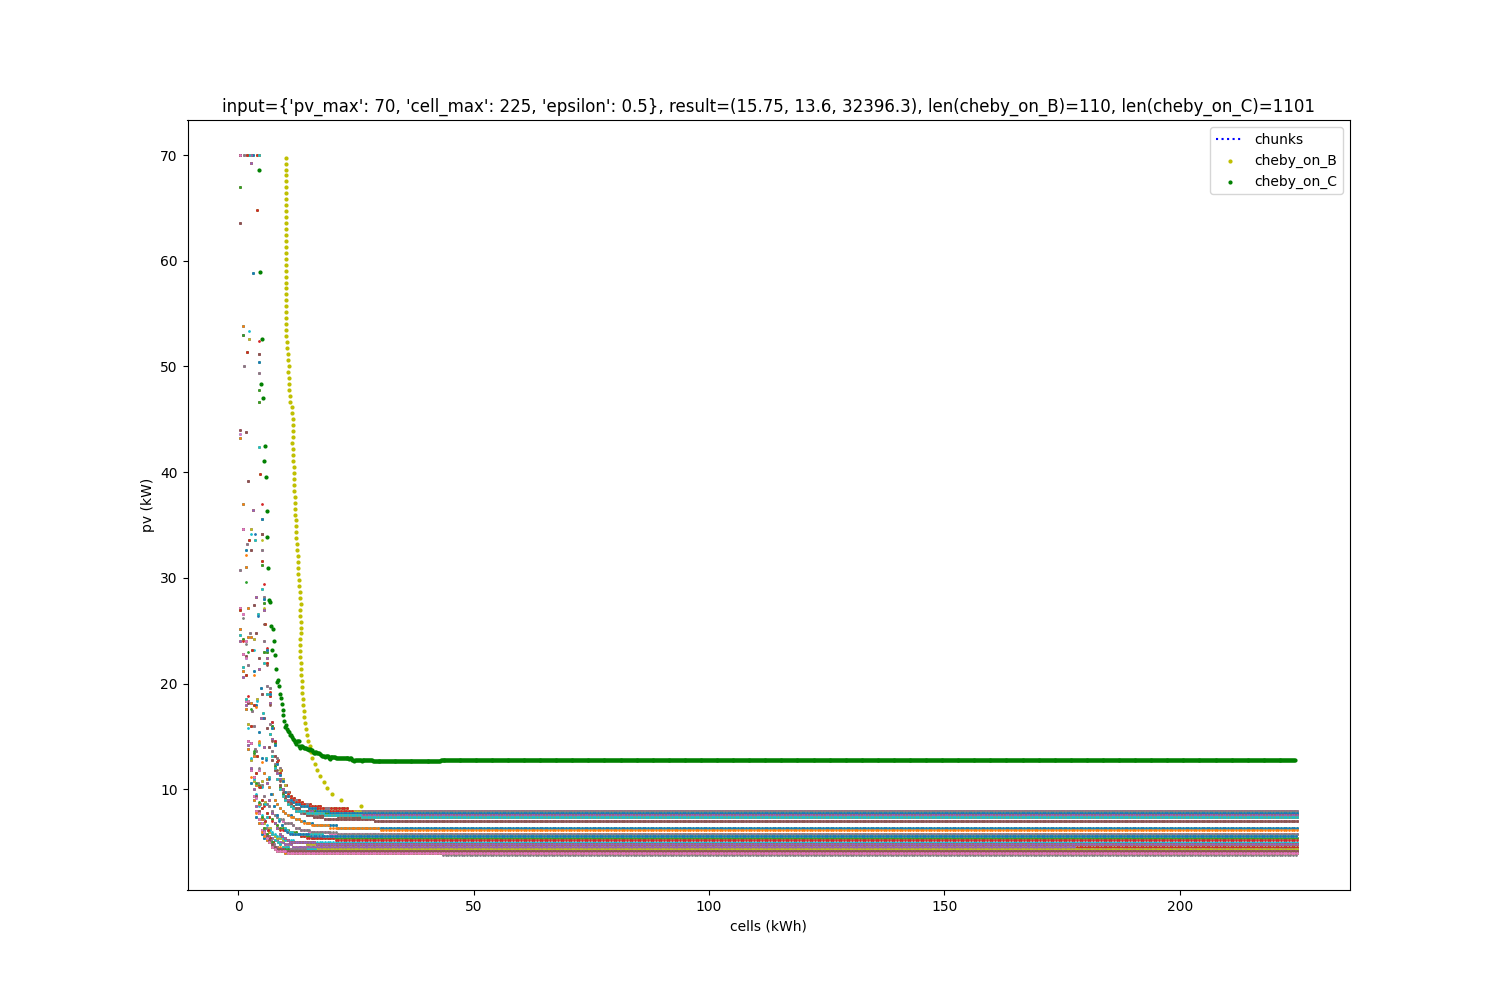 input={'pv_max': 70, 'cell_max': 225, 'epsilon': 0.5}, result=(15.75, 13.6, 32396.3), len(cheby_on_B)=110, len(cheby_on_C)=1101
chunks
cheby_on_B
cheby_on_C
70
60
50
40
30
20
10
pv (kW)
0 50 100 150 200
cells (kWh)